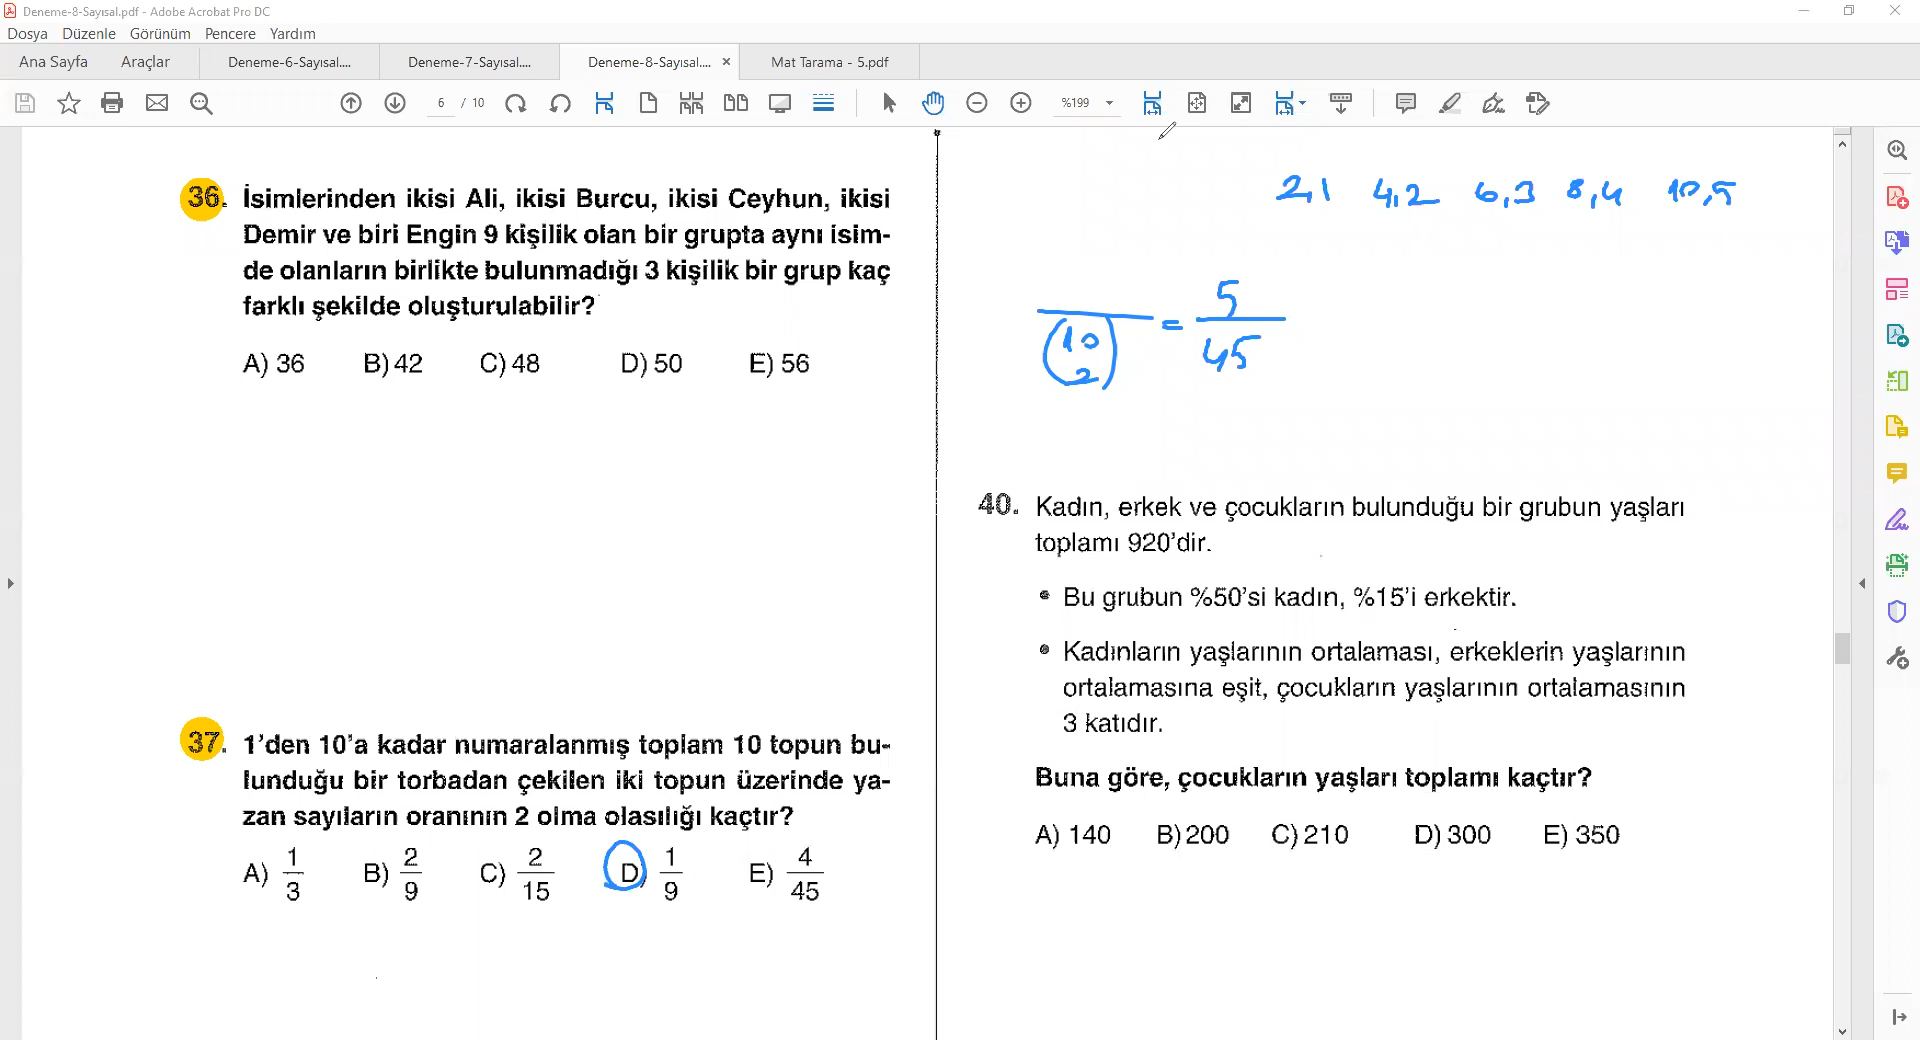 Deneme-8-Sayısal.pdf - Adobe Acrobat Pro DC
Dosya Düzenle Görünüm Pencere Yardım
Ana Sayfa Araçlar Deneme-6-Sayısal.... Deneme-7-Sayısal.... Deneme-8-Sayısal.... × Mat Tarama - 5.pdf
6 / 10 %199
36. İsimlerinden ikisi Ali, ikisi Burcu, ikisi Ceyhun, ikisi
Demir ve biri Engin 9 kişilik olan bir grupta aynı isim-
de olanların birlikte bulunmadığı 3 kişilik bir grup kaç
farklı şekilde oluşturulabilir?
A) 36 B) 42 C) 48 D) 50 E) 56
37. 1’den 10’a kadar numaralanmış toplam 10 topun bu-
lunduğu bir torbadan çekilen iki topun üzerinde ya-
zan sayıların oranının 2 olma olasılığı kaçtır?
A) 1/3 B) 2/9 C) 2/15 D) 1/9 E) 4/45
2,1 4,2 6,3 8,4 10,5
(10 2) = 5/45
40. Kadın, erkek ve çocukların bulunduğu bir grubun yaşları
toplamı 920’dir.
• Bu grubun %50’si kadın, %15’i erkektir.
• Kadınların yaşlarının ortalaması, erkeklerin yaşlarının
ortalamasına eşit, çocukların yaşlarının ortalamasının
3 katıdır.
Buna göre, çocukların yaşları toplamı kaçtır?
A) 140 B) 200 C) 210 D) 300 E) 350